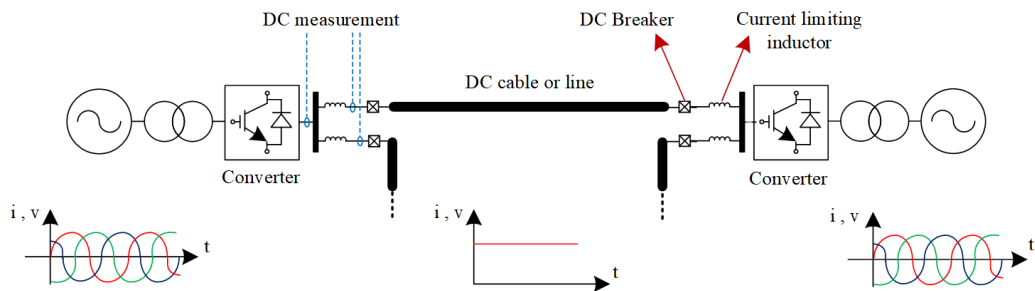 DC measurement
DC Breaker
Current limiting
inductor
DC cable or line
Converter
Converter
i , v
t
i , v
t
i , v
t